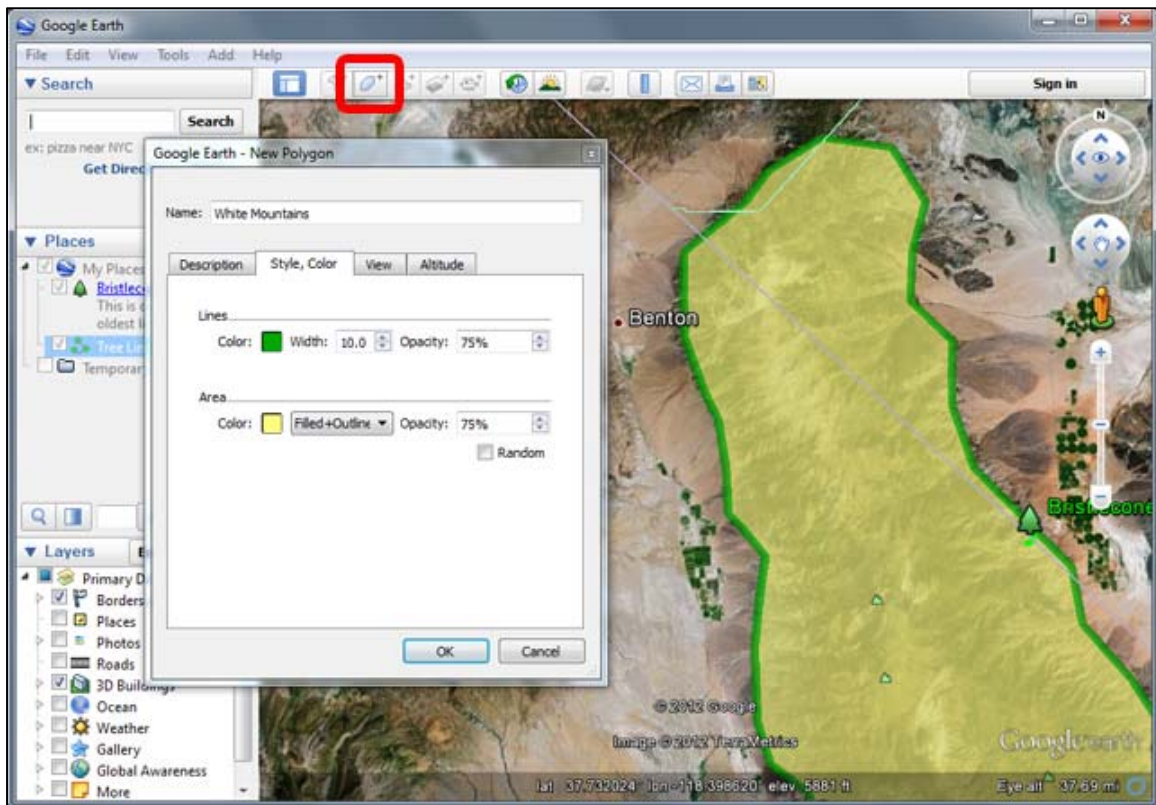 Google Earth
File Edit View Tools Add Help
Search
Sign in
Search
ex: pizza near NYC
Get Direc
Google Earth - New Polygon
Name: White Mountains
Places
My Places
Bristlec
This is
oldest l
Tree Lin
Temporar
Description Style, Color View Altitude
Lines
Color: Width: 10.0 Opacity: 75%
Area
Color: Filled+Outline Opacity: 75%
Random
OK Cancel
Layers
Primary D
Borders
Places
Photos
Roads
3D Buildings
Ocean
Weather
Gallery
Global Awareness
More
N
Benton
Bristlecone
© 2012 Google
Image © 2012 TerraMetrics
Google earth
lat 37.732024° lon -118.398620° elev 5881 ft
Eye alt 37.69 mi